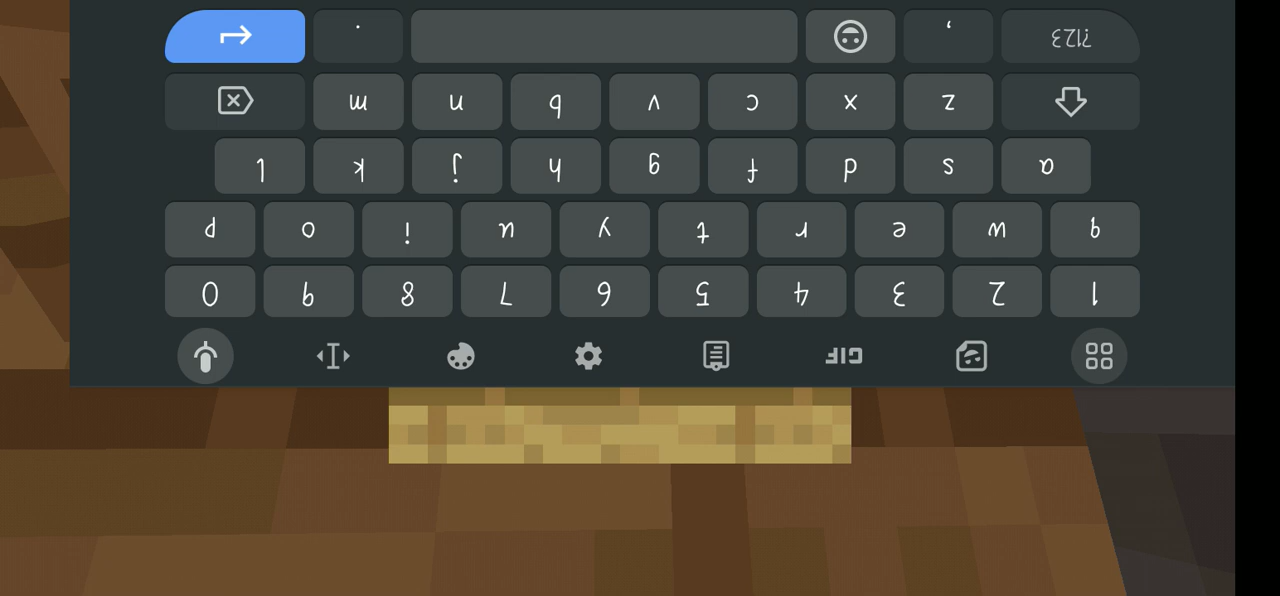 GIF
1 2 3 4 5 6 7 8 9 0
q w e r t y u i o p
a s d f g h j k l
z x c v b n m
?123 , .